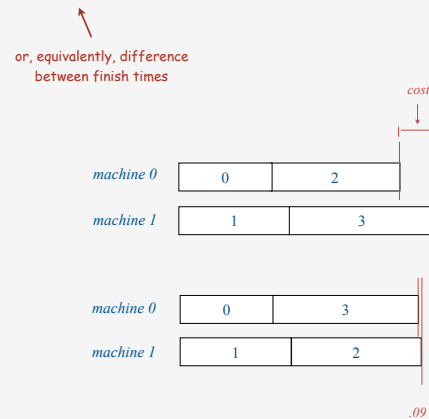 or, equivalently, difference
between finish times
cost
machine 0 0 2
machine 1 1 3
machine 0 0 3
machine 1 1 2
.09